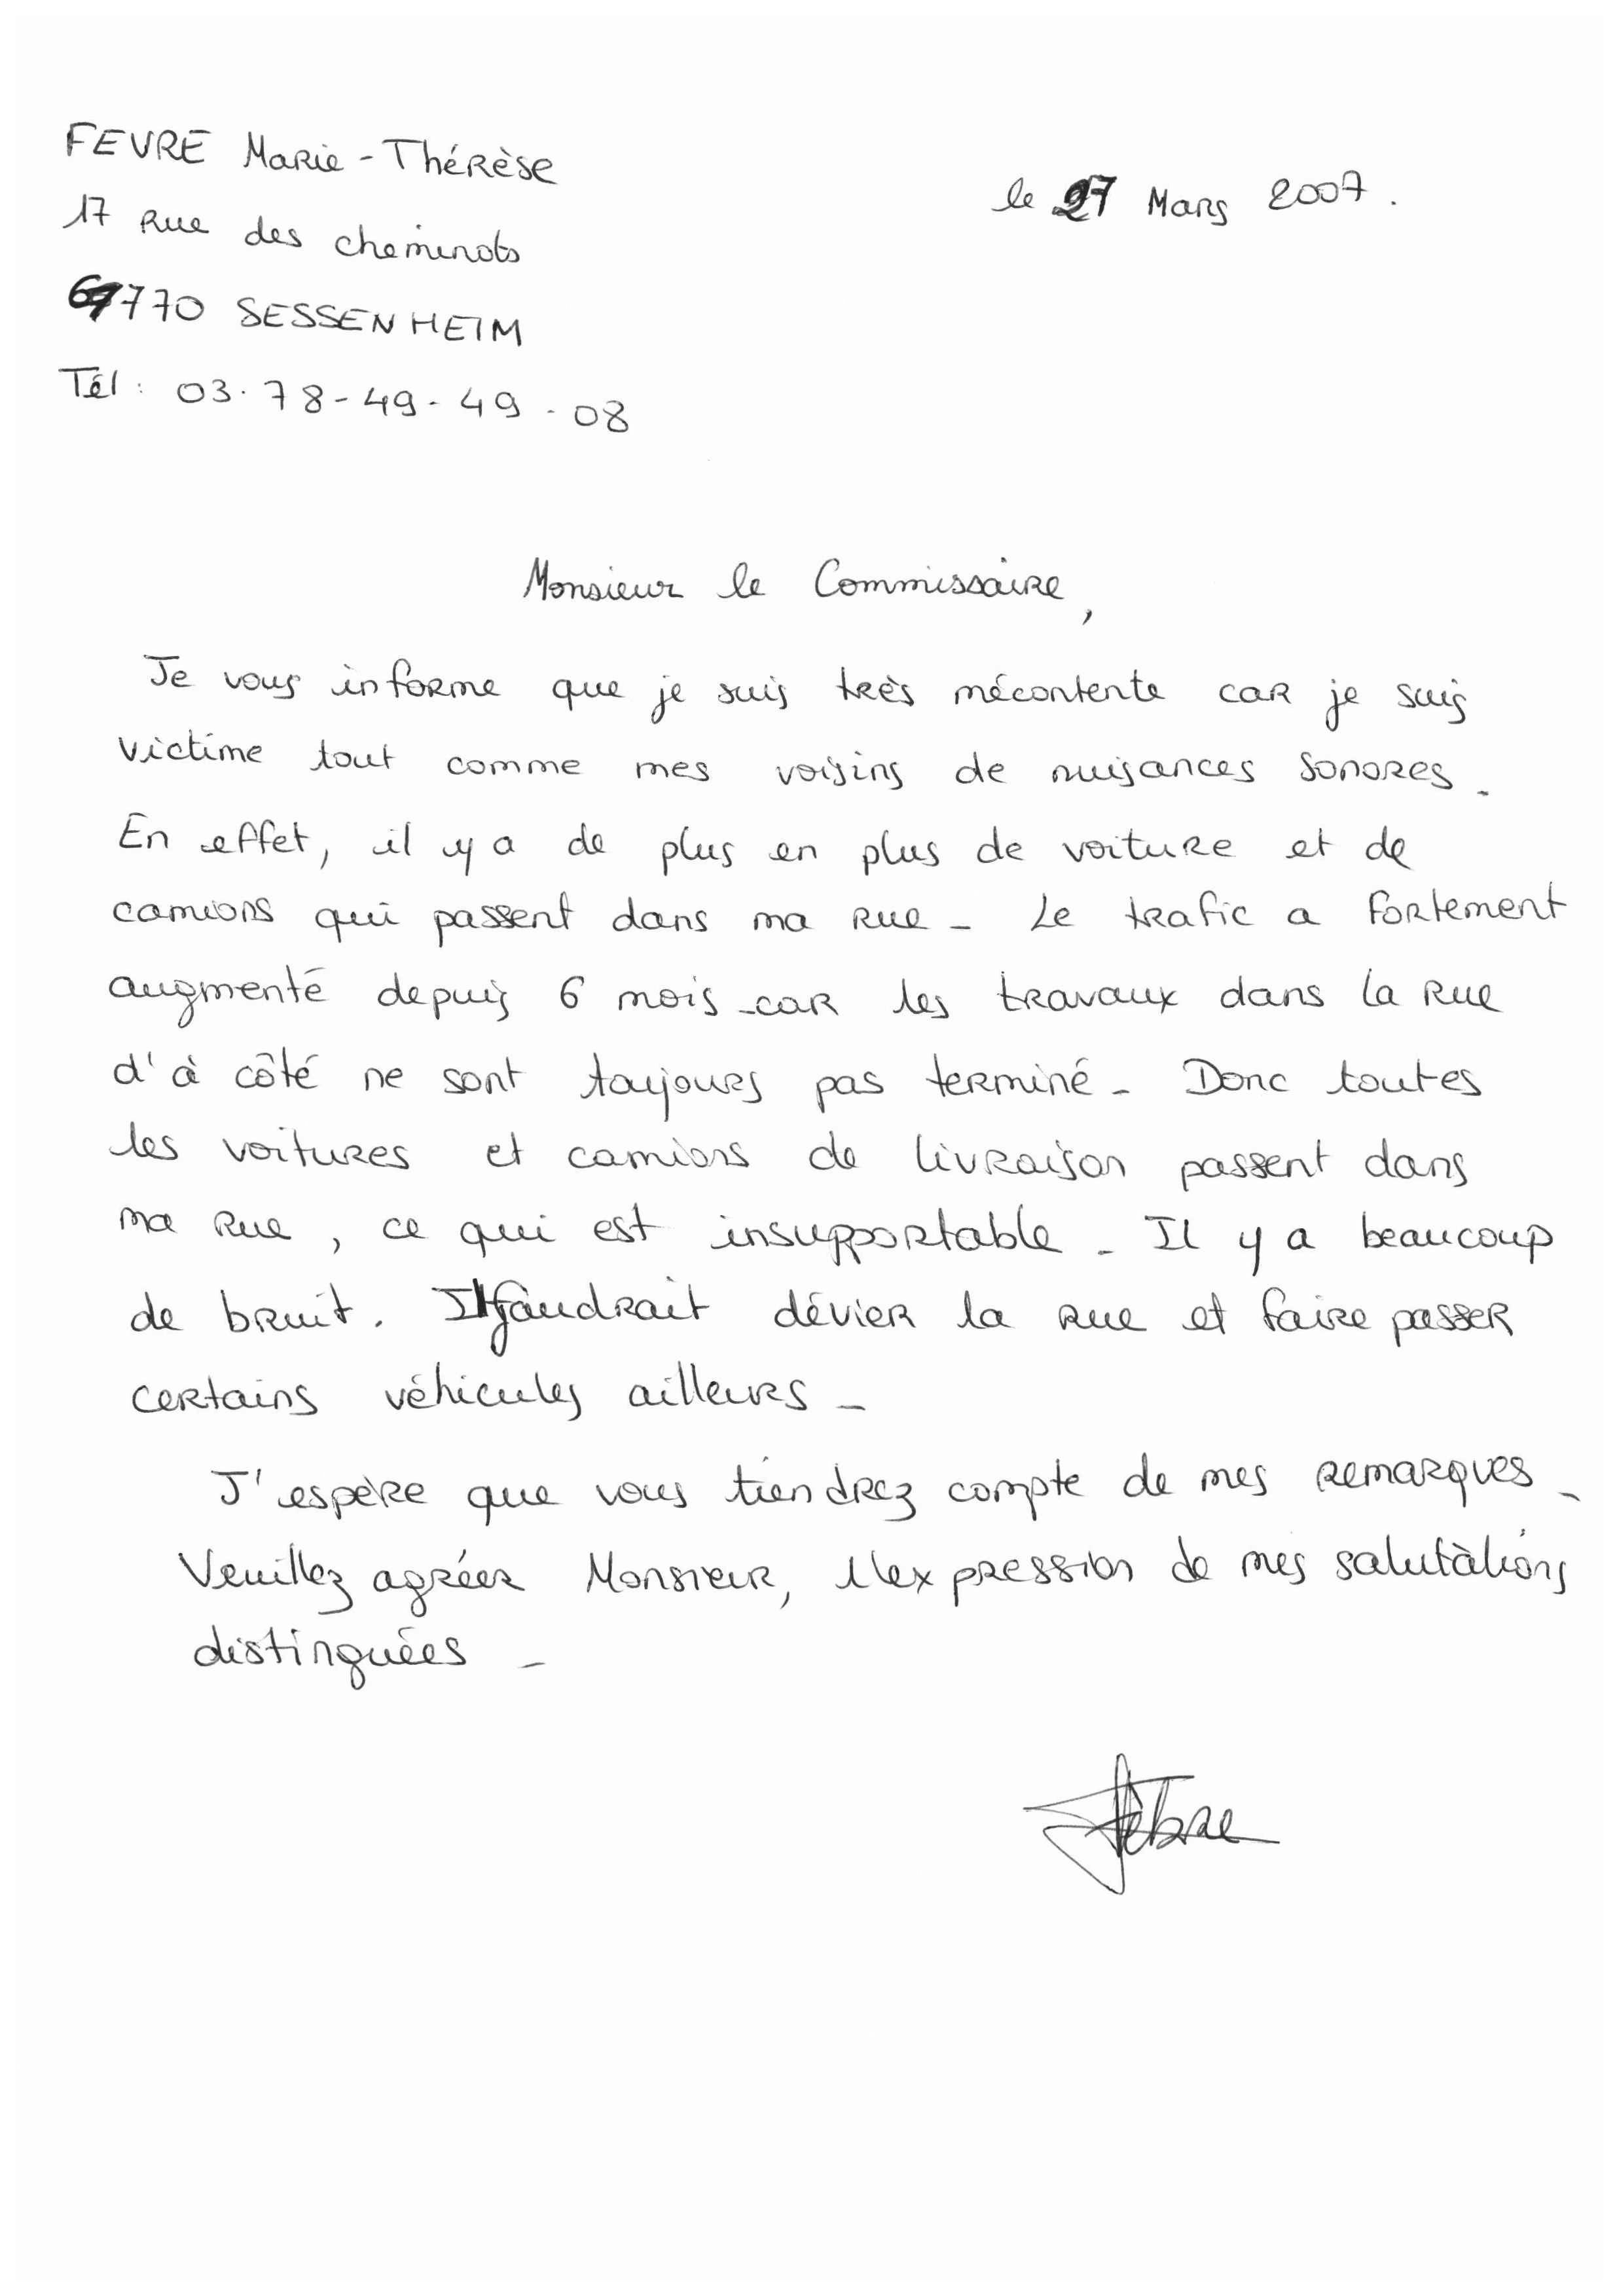 FEVRE Marie-Thérèse
le 27 Mars 2007.
17 Rue des cheminots
67770 SESSENHEIM
Tél : 03.78-49-49-08
Monsieur le Commissaire,
Je vous informe que je suis très mécontente car je suis
victime tout comme mes voisins de nuisances sonores.
En effet, il y a de plus en plus de voiture et de
camions qui passent dans ma rue. Le trafic a fortement
augmenté depuis 6 mois car les travaux dans la rue
d'à côté ne sont toujours pas terminé. Donc toutes
les voitures et camions de livraison passent dans
ma rue, ce qui est insupportable. Il y a beaucoup
de bruit. Il faudrait dévier la rue et faire passer
certains véhicules ailleurs.
J'espère que vous tiendrez compte de mes remarques.
Veuillez agréer Monsieur, l'expression de mes salutations
distinguées.